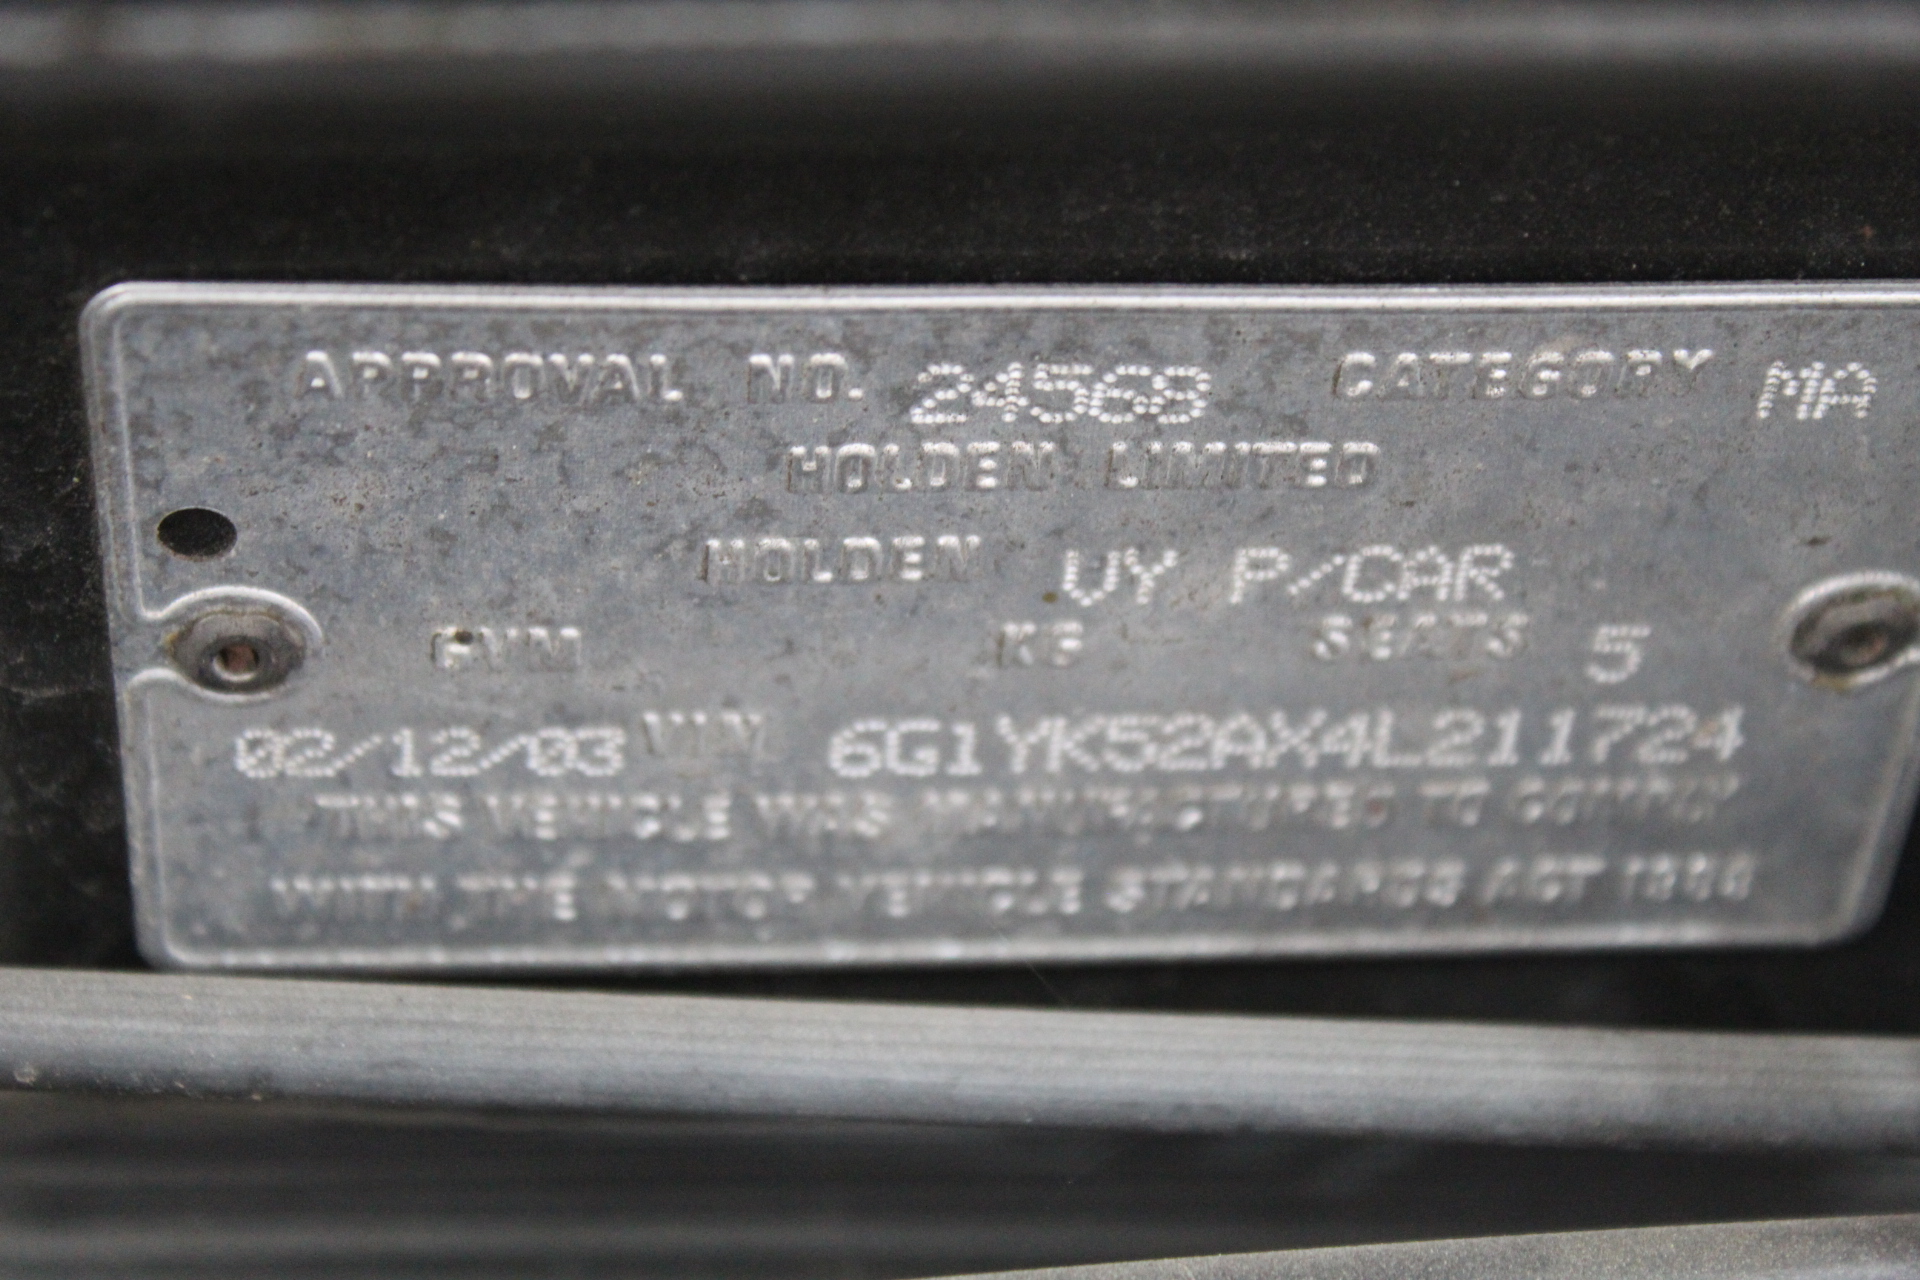 APPROVAL NO. 24568 CATEGORY MA
HOLDEN LIMITED
HOLDEN VY P/CAR
GVM KG SEATS 5
02/12/03 VIN 6G1YK52AX4L211724
THIS VEHICLE WAS MANUFACTURED TO COMPLY
WITH THE MOTOR VEHICLE STANDARDS ACT 1989